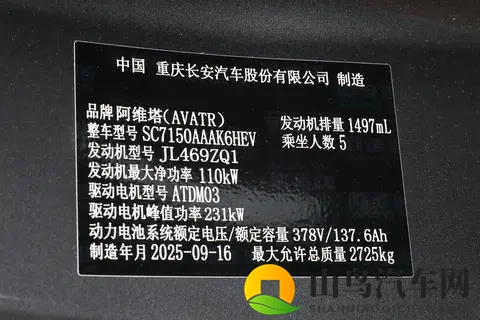 中国 重庆长安汽车股份有限公司 制造
品牌 阿维塔(AVATR)
发动机排量 1497mL
整车型号 SC7150AAAK6HEV
乘坐人数 5
发动机型号 JL469ZQ1
发动机最大净功率 110kW
驱动电机型号 ATDM03
驱动电机峰值功率 231kW
动力电池系统额定电压/额定容量 378V/137.6Ah
制造年月 2025-09-16 最大允许总质量 2725kg
山鸟汽车网
SHANNIAOQICHE